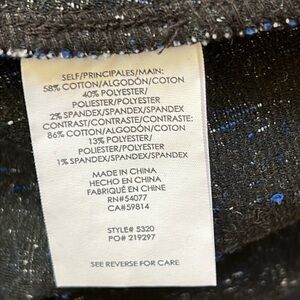 SELF/PRINCIPALES/MAIN:
58% COTTON/ALGODÓN/COTON
40% POLYESTER/
POLIESTER/POLYESTER
2% SPANDEX/SPANDEX/SPANDEX
CONTRAST/CONTRASTE/CONTRASTE:
86% COTTON/ALGODÓN/COTON
13% POLYESTER/
POLIESTER/POLYESTER
1% SPANDEX/SPANDEX/SPANDEX
MADE IN CHINA
HECHO EN CHINA
FABRIQUÉ EN CHINE
RN#54077
CA#59814
STYLE# 5320
PO# 219297
SEE REVERSE FOR CARE